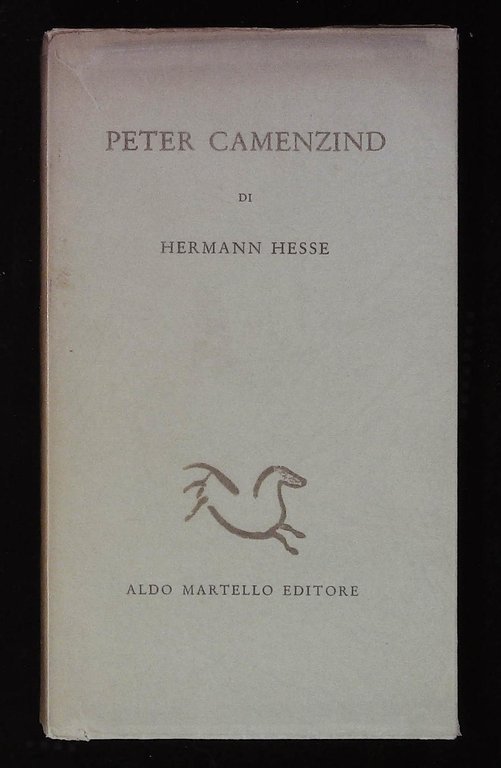 PETER CAMENZIND
DI
HERMANN HESSE
ALDO MARTELLO EDITORE